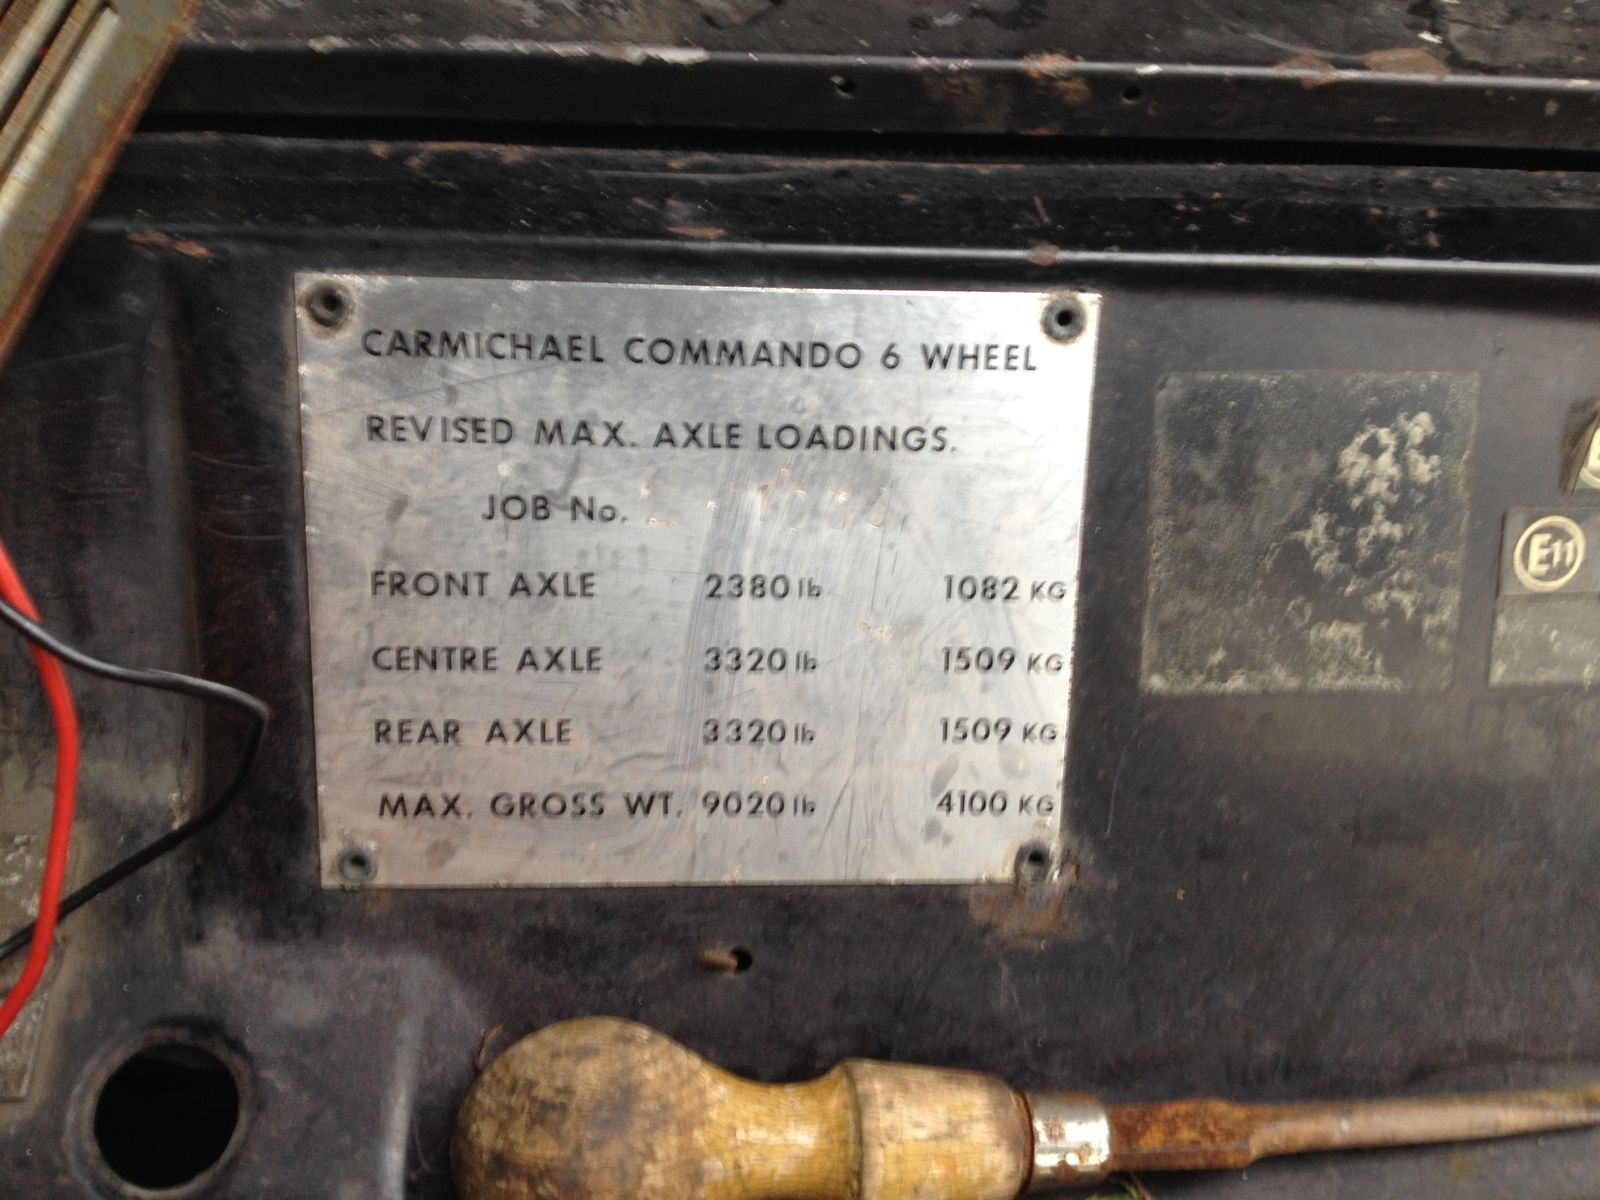 CARMICHAEL COMMANDO 6 WHEEL
REVISED MAX. AXLE LOADINGS.
JOB No.
FRONT AXLE 2380 lb 1082 KG
CENTRE AXLE 3320 lb 1509 KG
REAR AXLE 3320 lb 1509 KG
MAX. GROSS WT. 9020 lb 4100 KG
E11